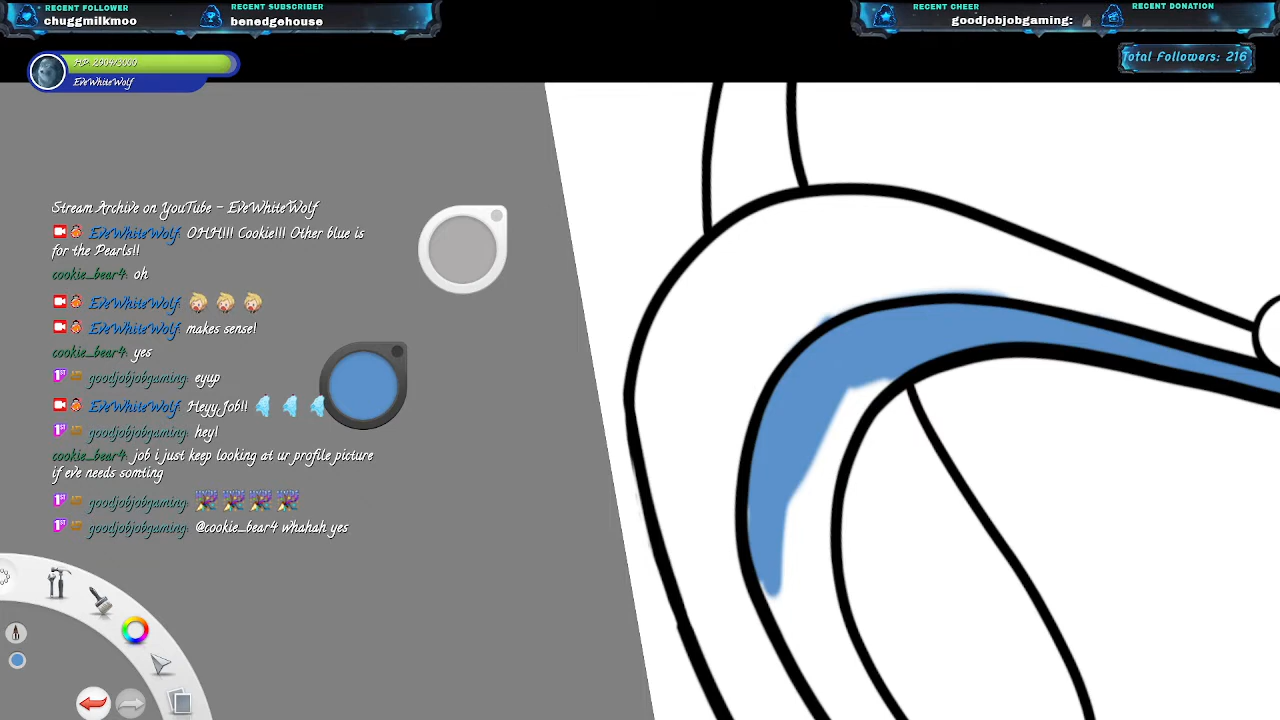 RECENT FOLLOWER
chuggmilkmoo
RECENT SUBSCRIBER
benedgehouse
RECENT CHEER
goodjobjobgaming:
RECENT DONATION
Total Followers: 216
EveWhiteWolf
Stream Archive on YouTube - EveWhiteWolf
EveWhiteWolf: OHH!!! Cookie!!! Other blue is
for the Pearls!!
cookie_bear4: oh
EveWhiteWolf:
EveWhiteWolf: makes sense!
cookie_bear4: yes
goodjobjobgaming: eyup
EveWhiteWolf: Heyy Job!!
goodjobjobgaming: hey!
cookie_bear4: job i just keep looking at ur profile picture
if eve needs somting
goodjobjobgaming:
goodjobjobgaming: @cookie_bear4 whahah yes